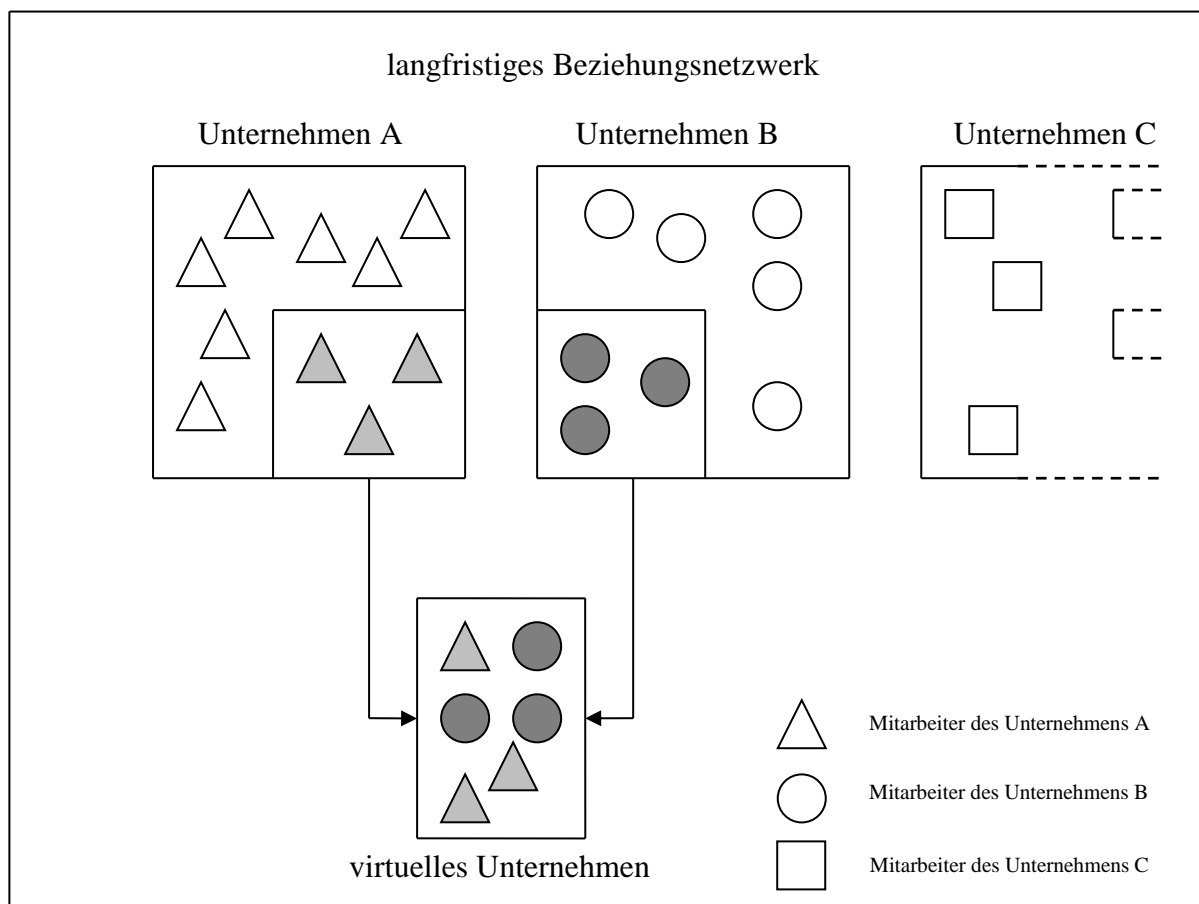 langfristiges Beziehungsnetzwerk
Unternehmen A
Unternehmen B
Unternehmen C
virtuelles Unternehmen
Mitarbeiter des Unternehmens A
Mitarbeiter des Unternehmens B
Mitarbeiter des Unternehmens C